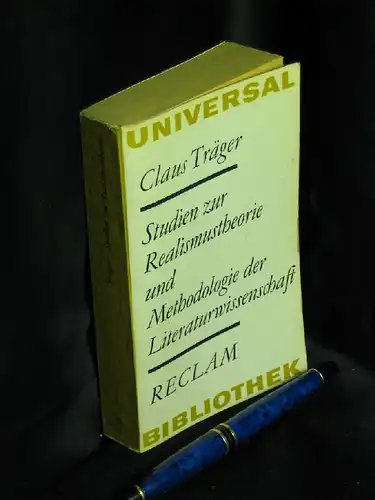 UNIVERSAL
Claus Träger
Studien zur
Realismustheorie
und
Methodologie der
Literaturwissenschaft
RECLAM
BIBLIOTHEK